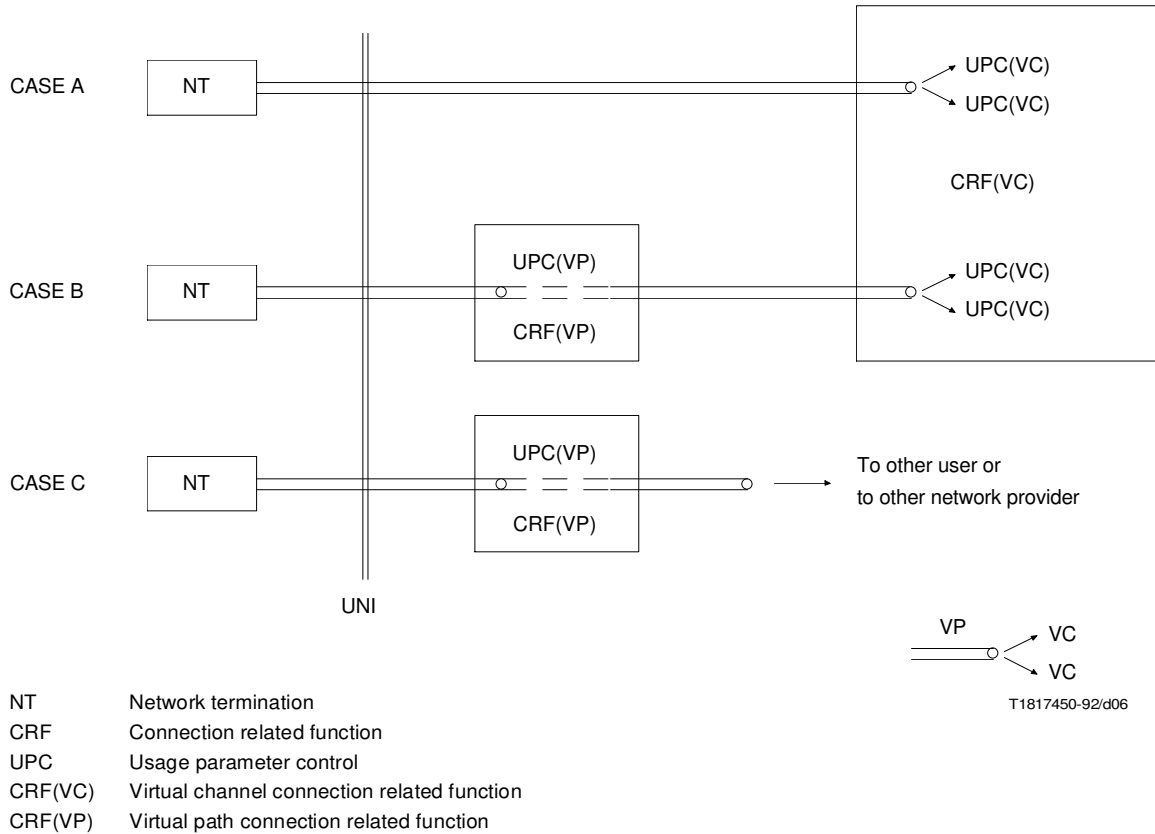 CASE A
NT
UPC(VC)
UPC(VC)
CRF(VC)
CASE B
NT
UPC(VP)
CRF(VP)
UPC(VC)
UPC(VC)
CASE C
NT
UPC(VP)
CRF(VP)
To other user or
to other network provider
UNI
VP
VC
VC
T1817450-92/d06
NT Network termination
CRF Connection related function
UPC Usage parameter control
CRF(VC) Virtual channel connection related function
CRF(VP) Virtual path connection related function